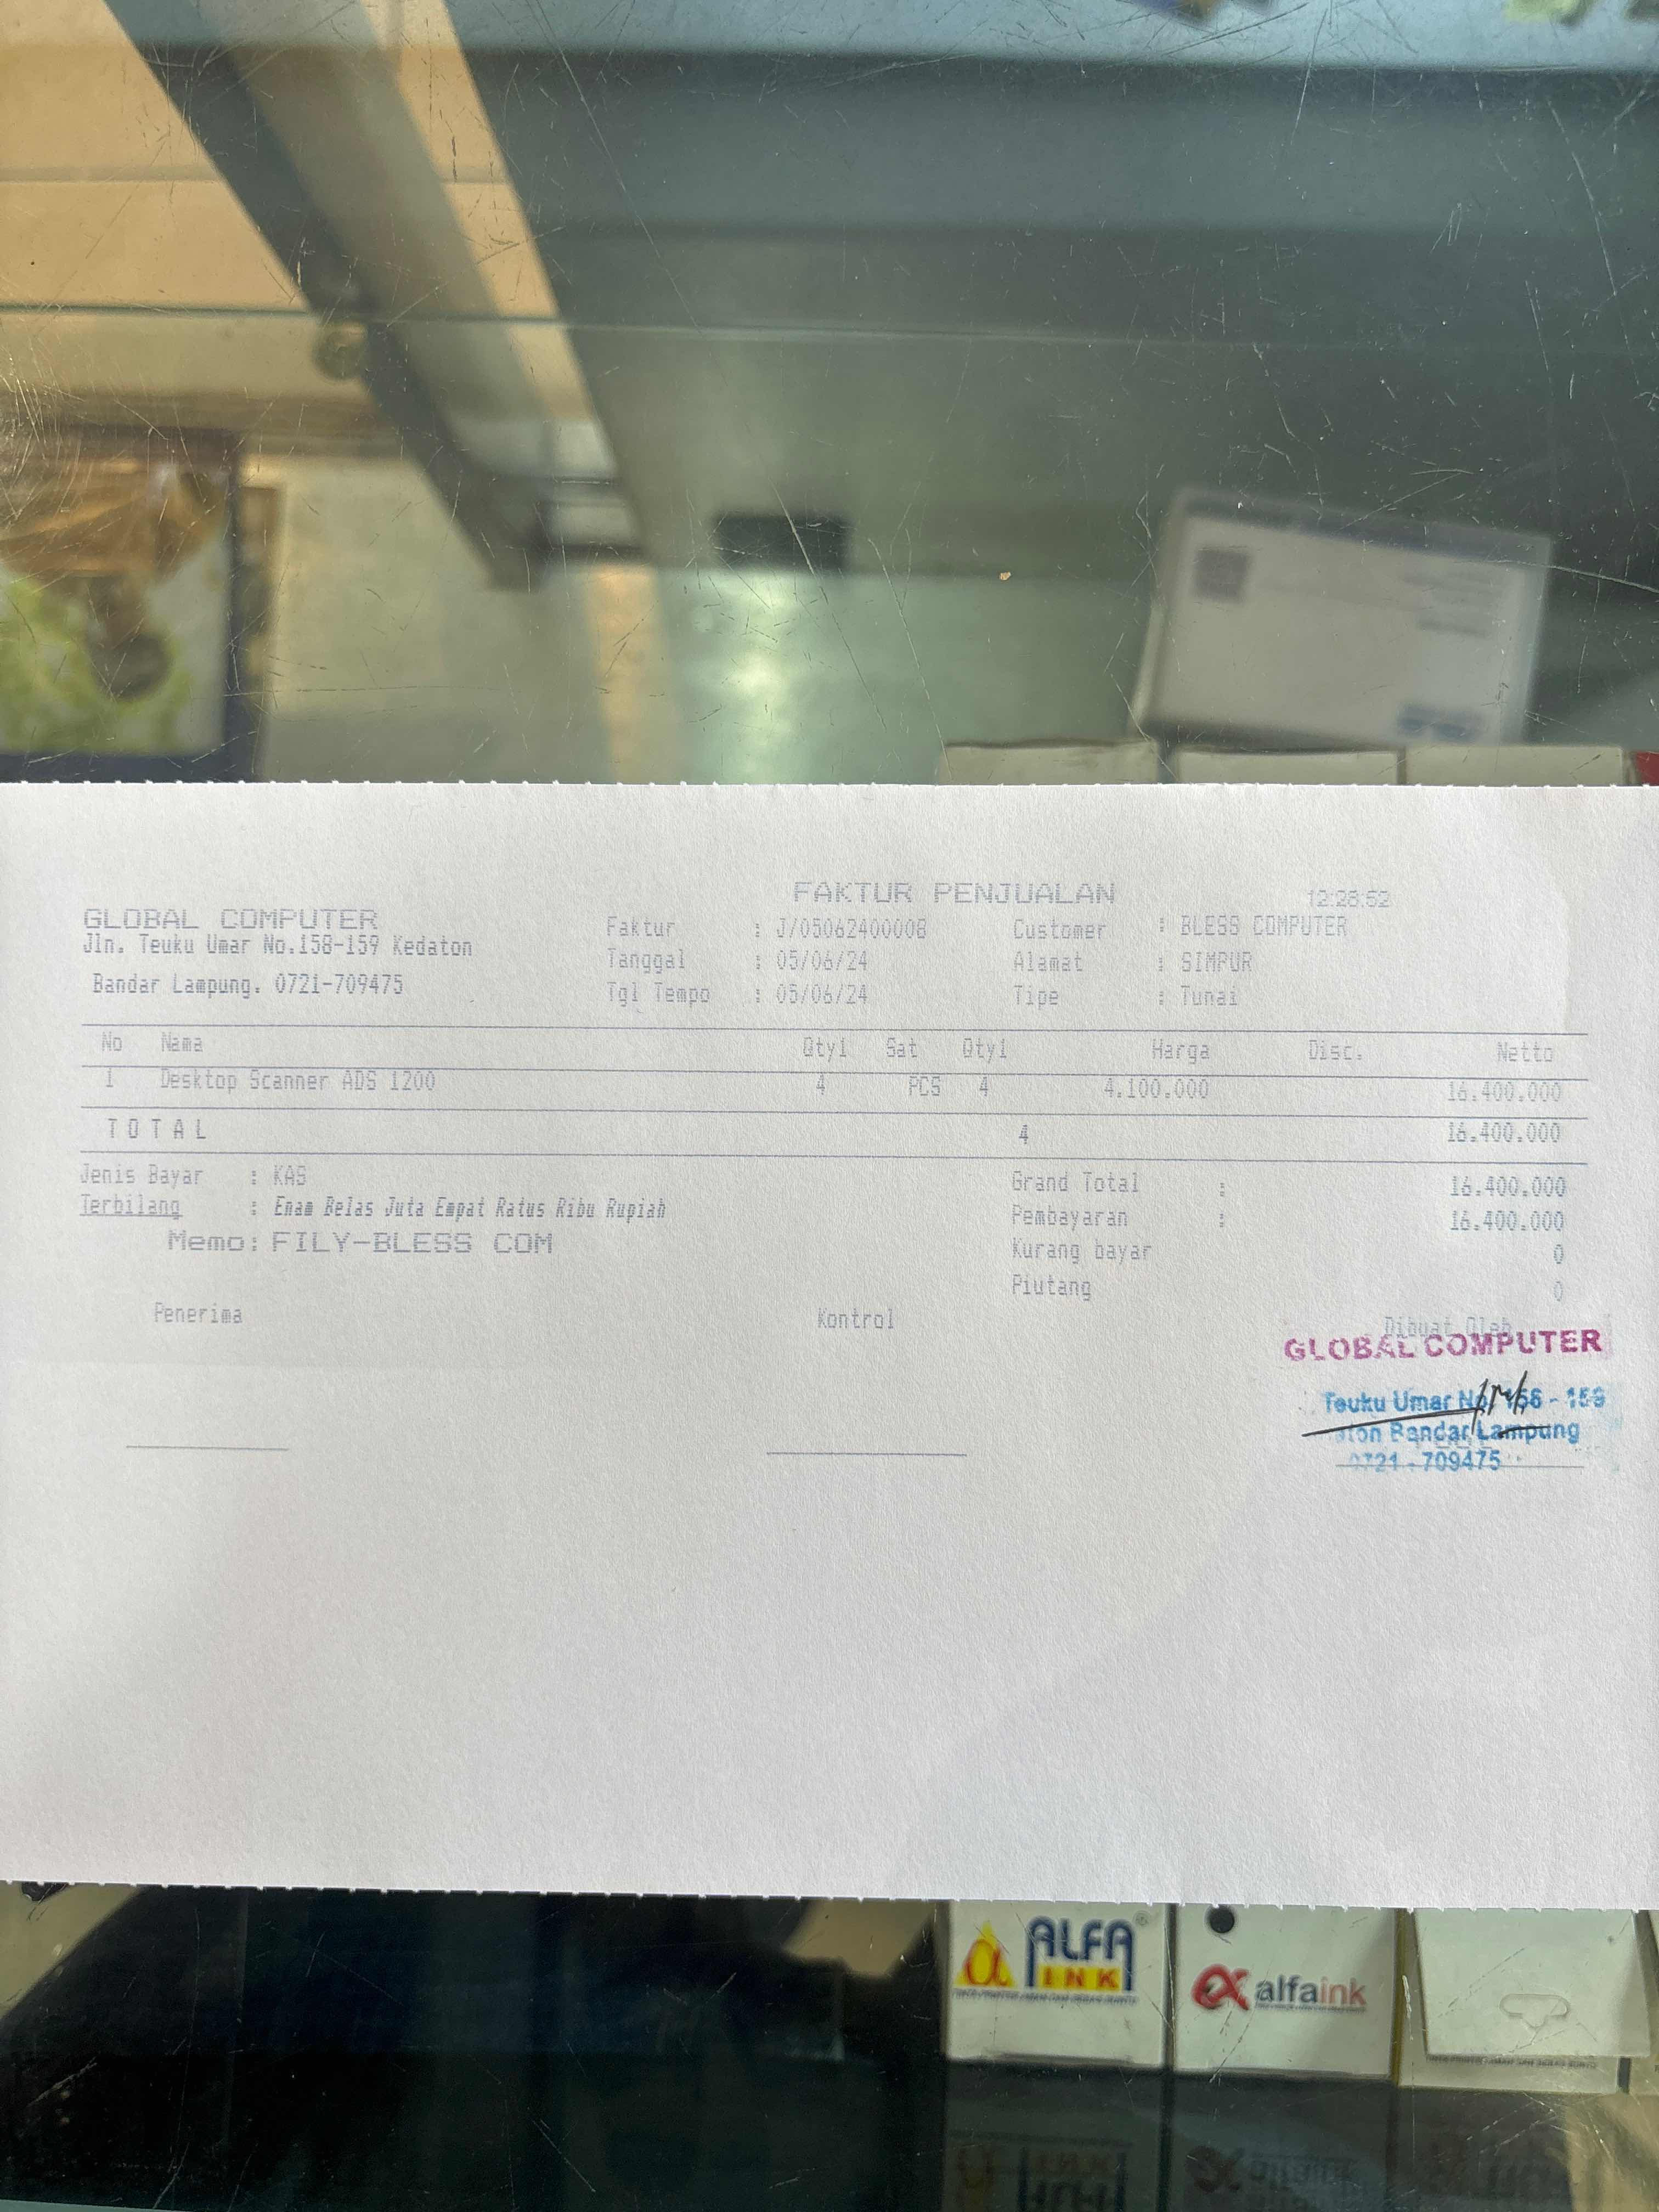 FAKTUR PENJUALAN 12:28:52
GLOBAL COMPUTER
Jln. Teuku Umar No.158-159 Kedaton
Bandar Lampung. 0721-709475
Faktur : J/05062400008
Tanggal : 05/06/24
Tgl Tempo : 05/06/24
Customer : BLESS COMPUTER
Alamat : SIMPUR
Tipe : Tunai
No Nama Qty1 Sat Qty1 Harga Disc. Netto
1 Desktop Scanner ADS 1200 4 PCS 4 4.100.000 16.400.000
T O T A L 4 16.400.000
Jenis Bayar : KAS
Terbilang : Enam Belas Juta Empat Ratus Ribu Rupiah
Memo: FILY-BLESS COM
Grand Total : 16.400.000
Pembayaran : 16.400.000
Kurang bayar 0
Piutang 0
Penerima Kontrol Dibuat Oleh
GLOBAL COMPUTER
Teuku Umar No. - 159
Bandar Lampung
0721 - 709475
ALFA
INK
alfaink